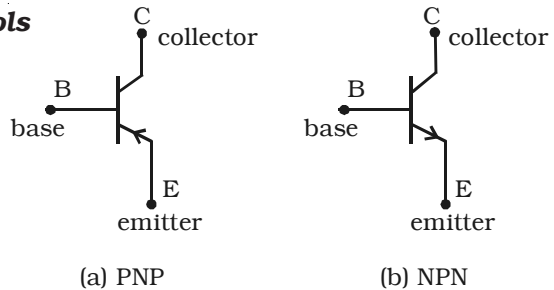 ols
C
collector
B
base
E
emitter
(a) PNP
C
collector
B
base
E
emitter
(b) NPN